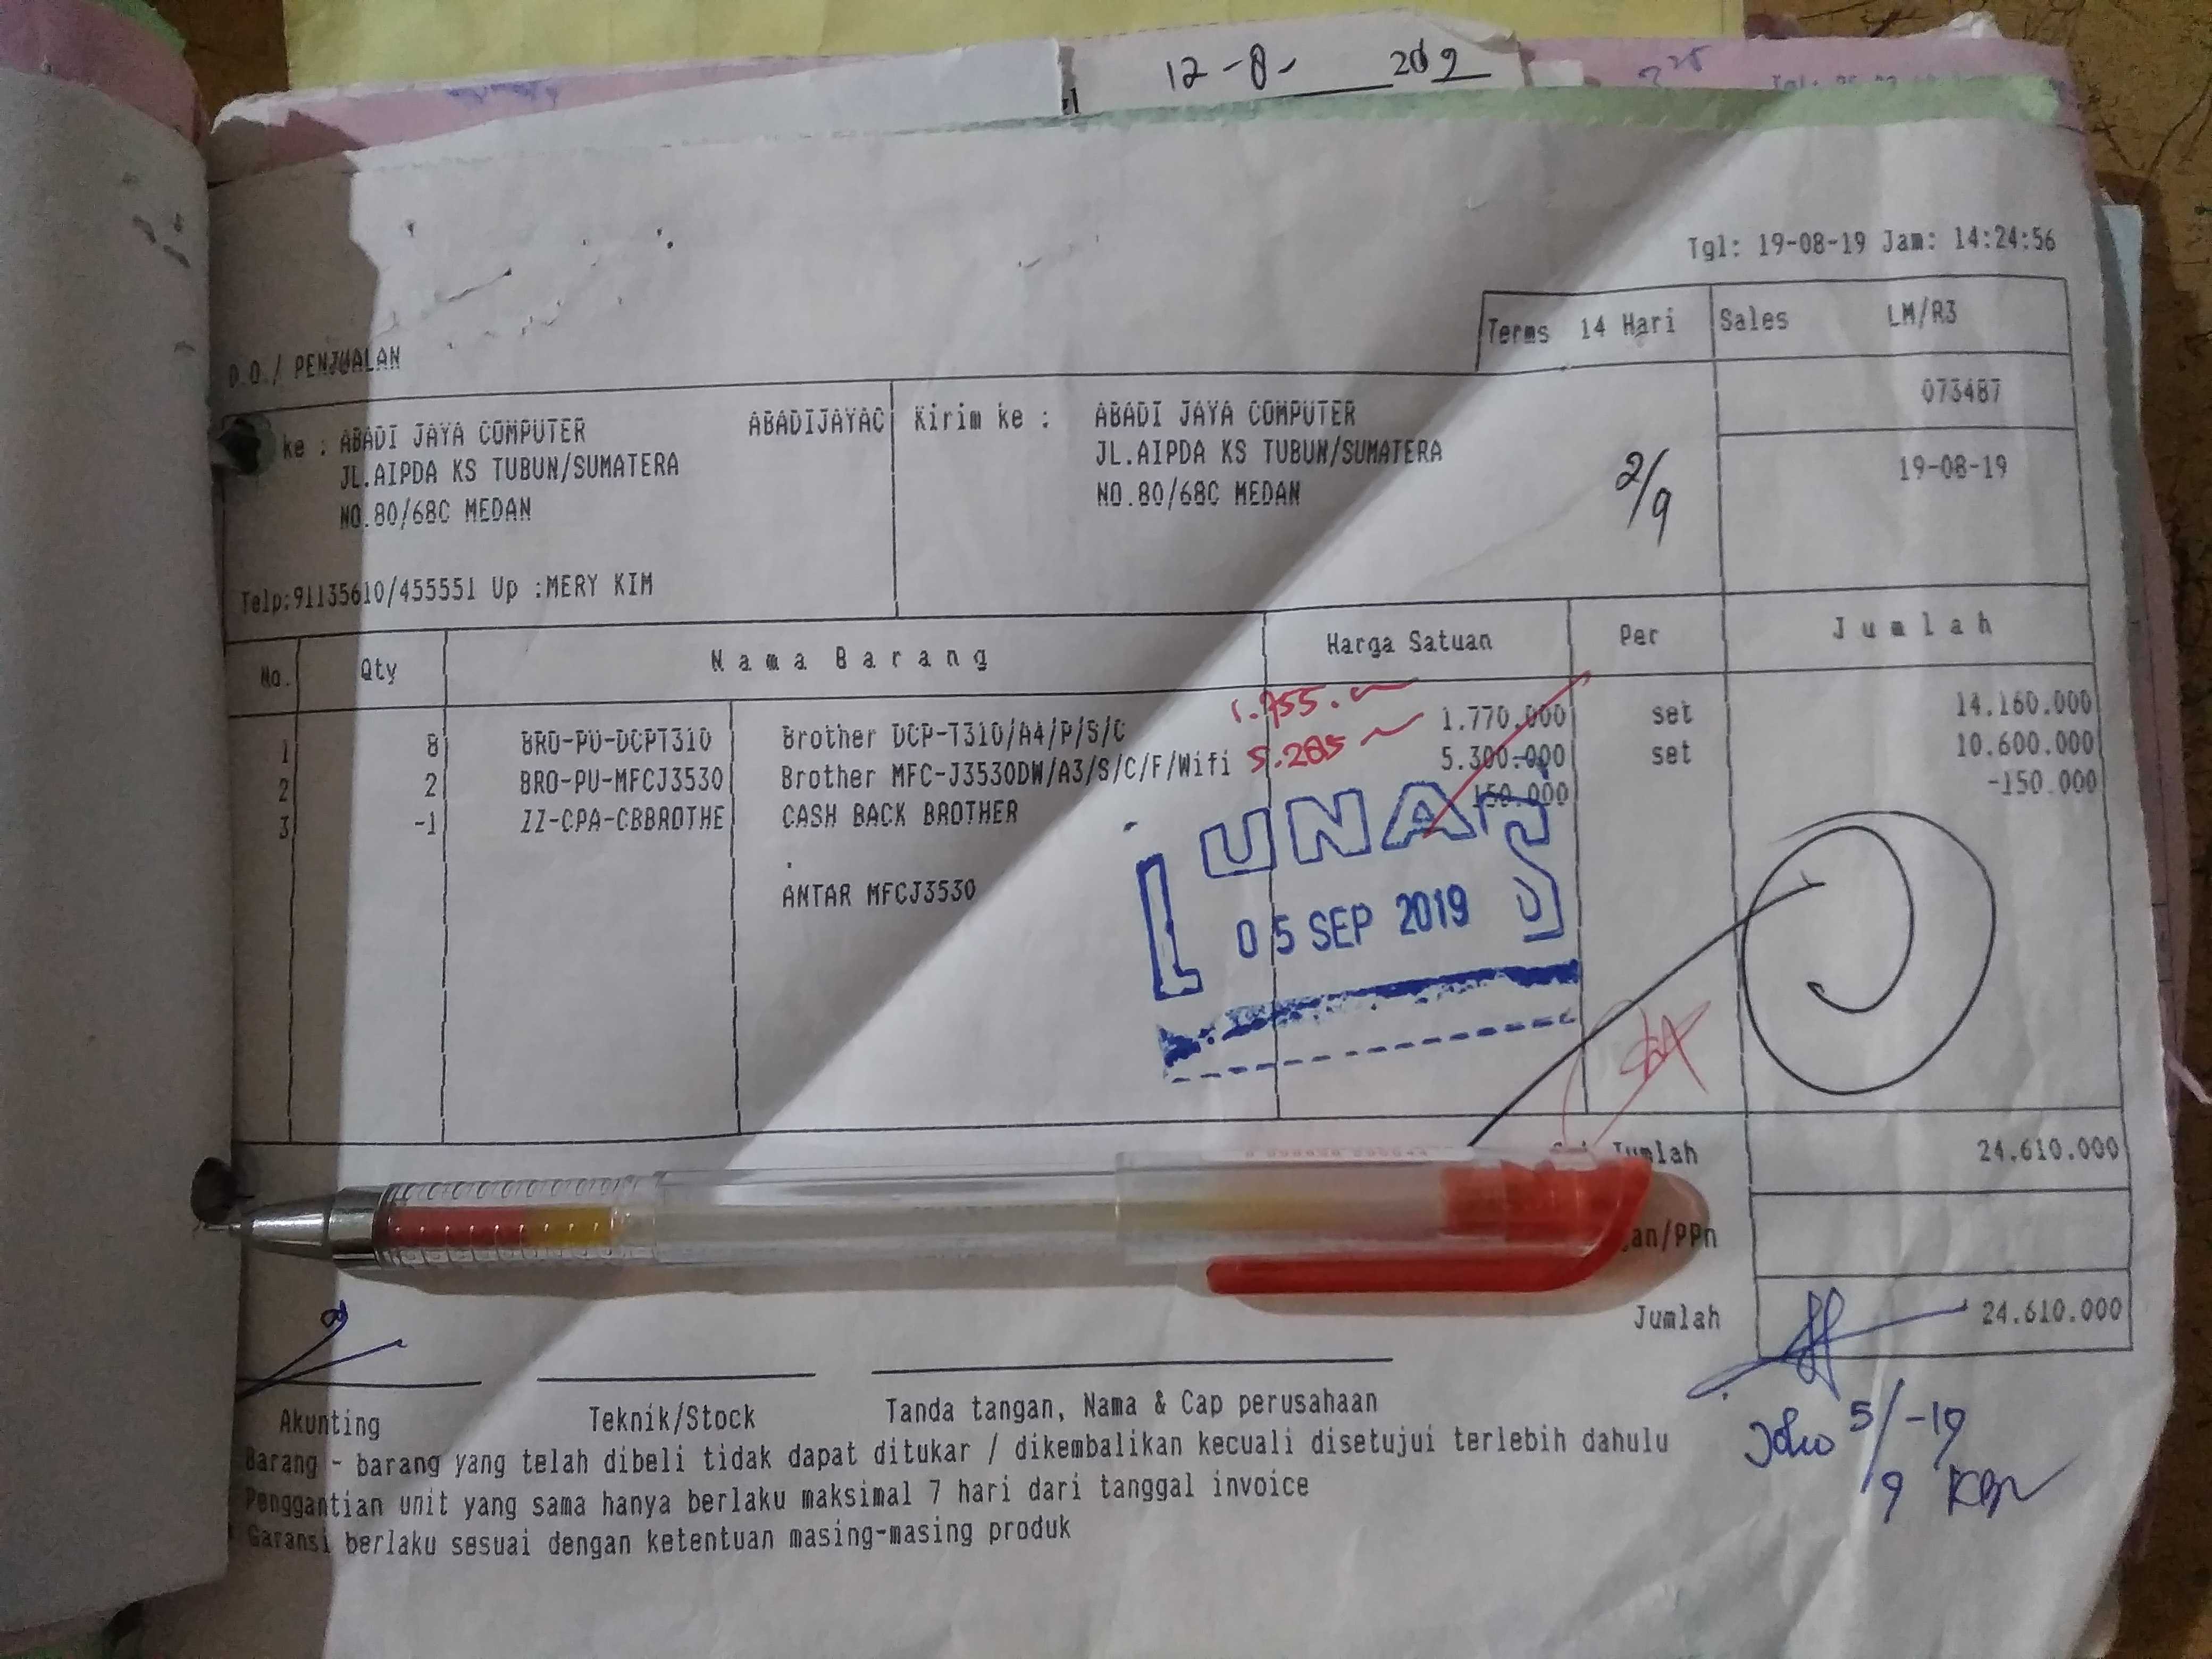 12-8- 2019
Tgl: 19-08-19 Jam: 14:24:56
Terms 14 Hari Sales LM/R3
D.O./ PENJUALAN
073487
ke : ABADI JAYA COMPUTER ABADIJAYAC Kirim ke : ABADI JAYA COMPUTER
JL.AIPDA KS TUBUN/SUMATERA JL.AIPDA KS TUBUN/SUMATERA 2/9 19-08-19
NO.80/68C MEDAN NO.80/68C MEDAN
Telp:91135610/455551 Up :MERY KIM
No. Qty Nama Barang Harga Satuan Per Jumlah
1.755.
1 8 BRO-PU-DCPT310 Brother DCP-T310/A4/P/S/C 1.770.000 set 14.160.000
5.285
2 2 BRO-PU-MFCJ3530 Brother MFC-J3530DW/A3/S/C/F/Wifi 5.300.000 set 10.600.000
3 -1 ZZ-CPA-CBBROTHE CASH BACK BROTHER 150.000 -150.000
.
ANTAR MFCJ3530
LUNAS
05 SEP 2019
Jumlah 24.610.000
an/PPn
Jumlah 24.610.000
Akunting Teknik/Stock Tanda tangan, Nama & Cap perusahaan
5/9 -19
Barang - barang yang telah dibeli tidak dapat ditukar / dikembalikan kecuali disetujui terlebih dahulu
Penggantian unit yang sama hanya berlaku maksimal 7 hari dari tanggal invoice
Garansi berlaku sesuai dengan ketentuan masing-masing produk